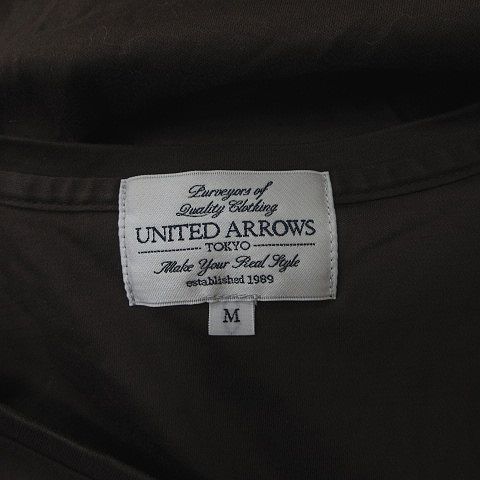 Purveyors of
Quality Clothing
UNITED ARROWS
TOKYO
Make Your Real Style
established 1989
M